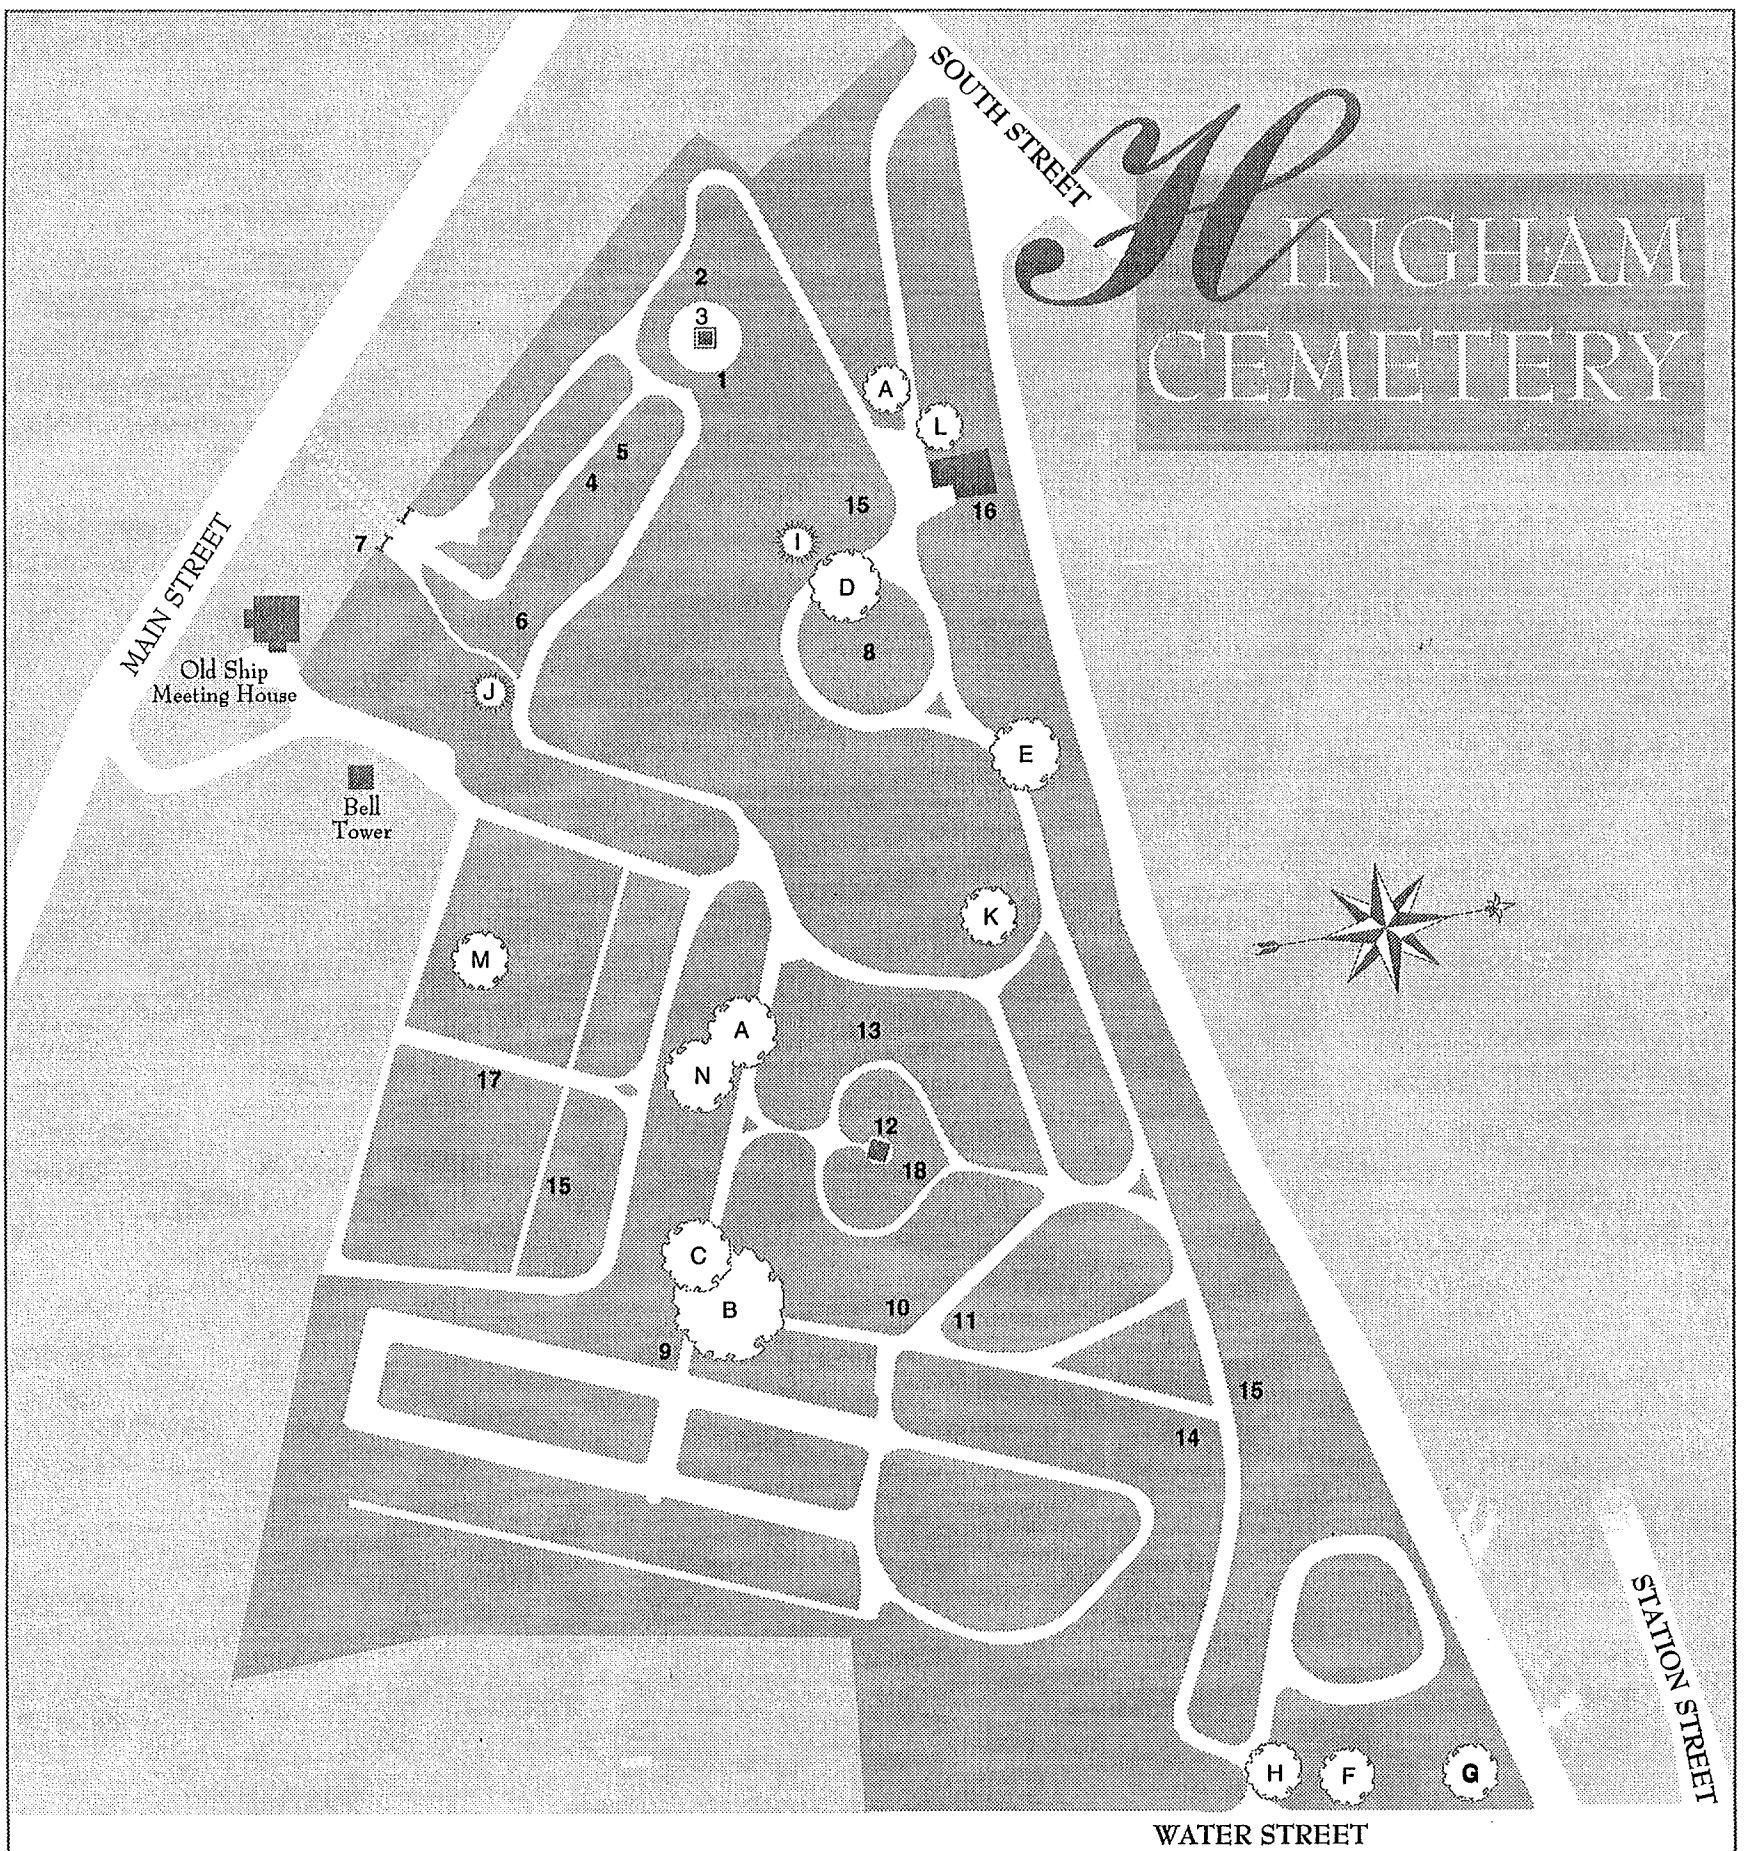 SOUTH STREET
HINGHAM
CEMETERY
2
3
1
A
L
5
4
15
16
7
I
D
MAIN STREET
6
8
Old Ship
Meeting House
J
E
Bell
Tower
K
M
A
13
N
17
12
18
15
C
B
10
11
9
15
14
STATION STREET
H
F
G
WATER STREET